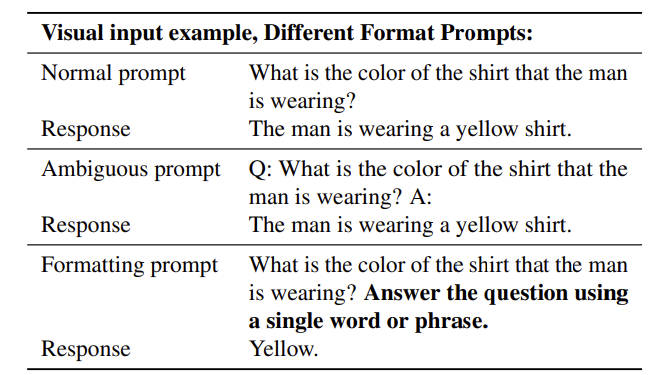 Visual input example, Different Format Prompts:
Normal prompt What is the color of the shirt that the man
is wearing?
Response The man is wearing a yellow shirt.
Ambiguous prompt Q: What is the color of the shirt that the
man is wearing? A:
Response The man is wearing a yellow shirt.
Formatting prompt What is the color of the shirt that the man
is wearing? Answer the question using
a single word or phrase.
Response Yellow.